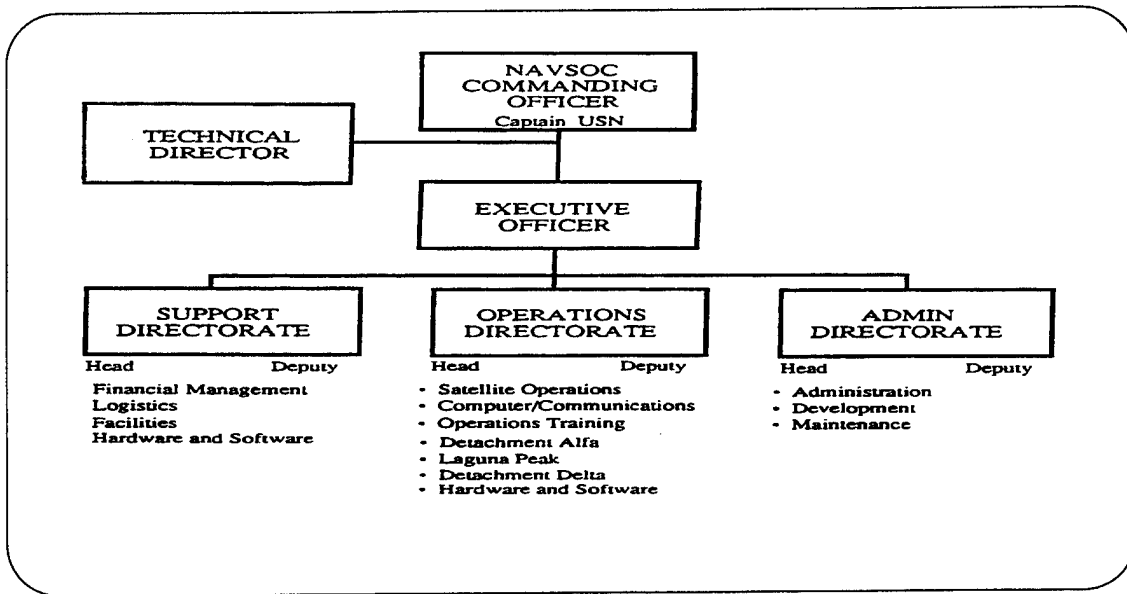 NAVSOC
COMMANDING
OFFICER
Captain USN
TECHNICAL
DIRECTOR
EXECUTIVE
OFFICER
SUPPORT
DIRECTORATE
Head Deputy
Financial Management
Logistics
Facilities
Hardware and Software
OPERATIONS
DIRECTORATE
Head Deputy
• Satellite Operations
• Computer/Communications
• Operations Training
• Detachment Alfa
• Laguna Peak
• Detachment Delta
• Hardware and Software
ADMIN
DIRECTORATE
Head Deputy
• Administration
• Development
• Maintenance